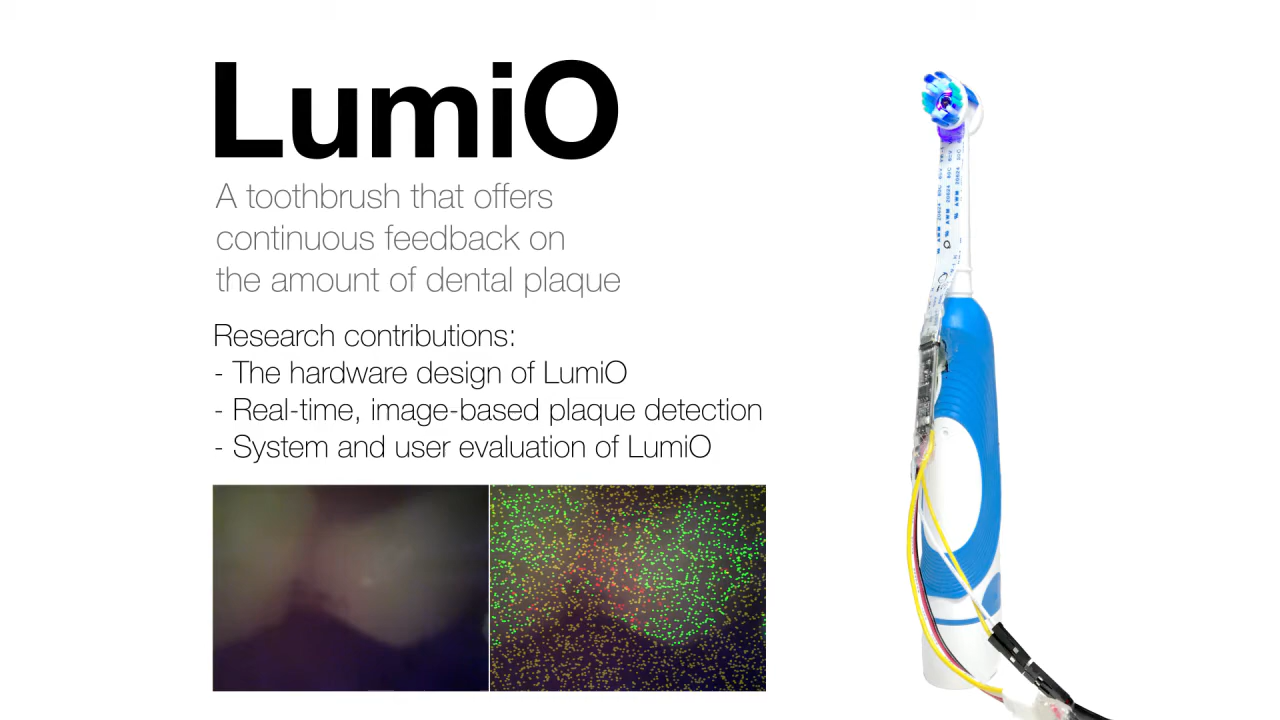 LumiO
A toothbrush that offers
continuous feedback on
the amount of dental plaque
Research contributions:
- The hardware design of LumiO
- Real-time, image-based plaque detection
- System and user evaluation of LumiO